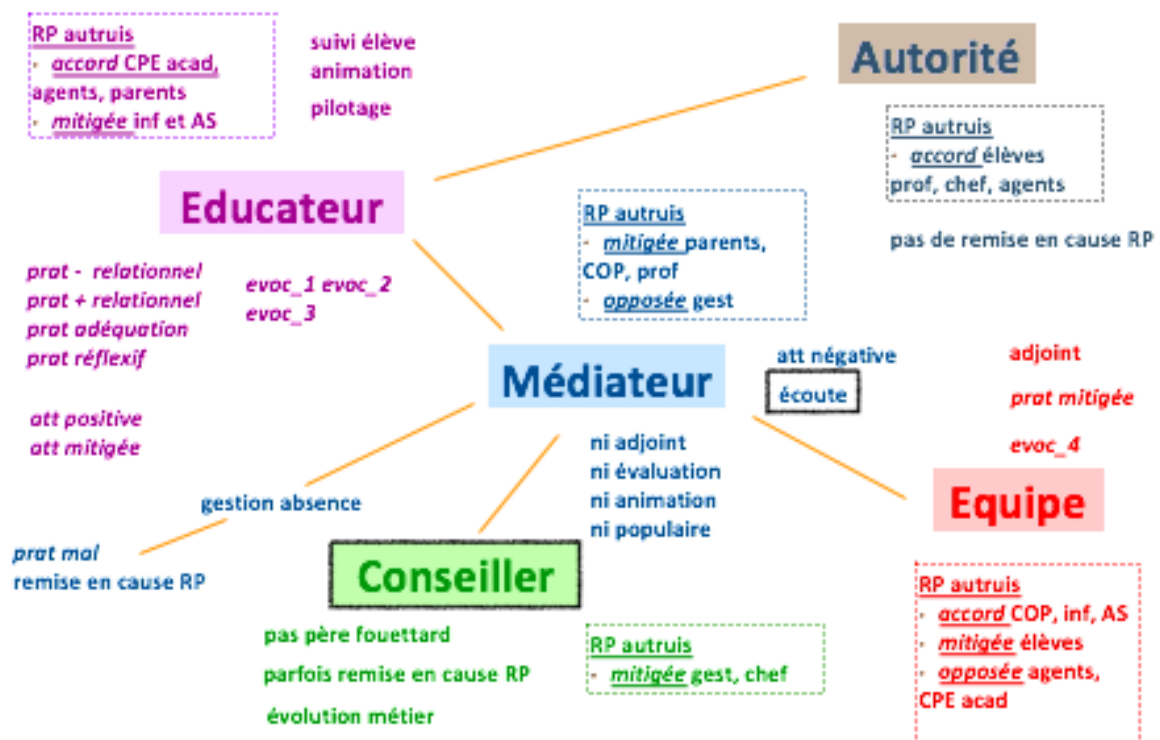 RP autruis
- accord CPE acad,
agents, parents
- mitigée inf et AS
suivi élève
animation
pilotage
Autorité
RP autruis
- accord élèves
prof, chef, agents
pas de remise en cause RP
Educateur
RP autruis
- mitigée parents,
COP, prof
- opposée gest
prat - relationnel
prat + relationnel
prat adéquation
prat réflexif
evoc_1 evoc_2
evoc_3
att positive
att mitigée
Médiateur
att négative
écoute
adjoint
prat mitigée
evoc_4
ni adjoint
ni évaluation
ni animation
ni populaire
gestion absence
prat mal
remise en cause RP
Equipe
Conseiller
pas père fouettard
parfois remise en cause RP
évolution métier
RP autruis
- mitigée gest, chef
RP autruis
- accord COP, inf, AS
- mitigée élèves
- opposée agents,
CPE acad